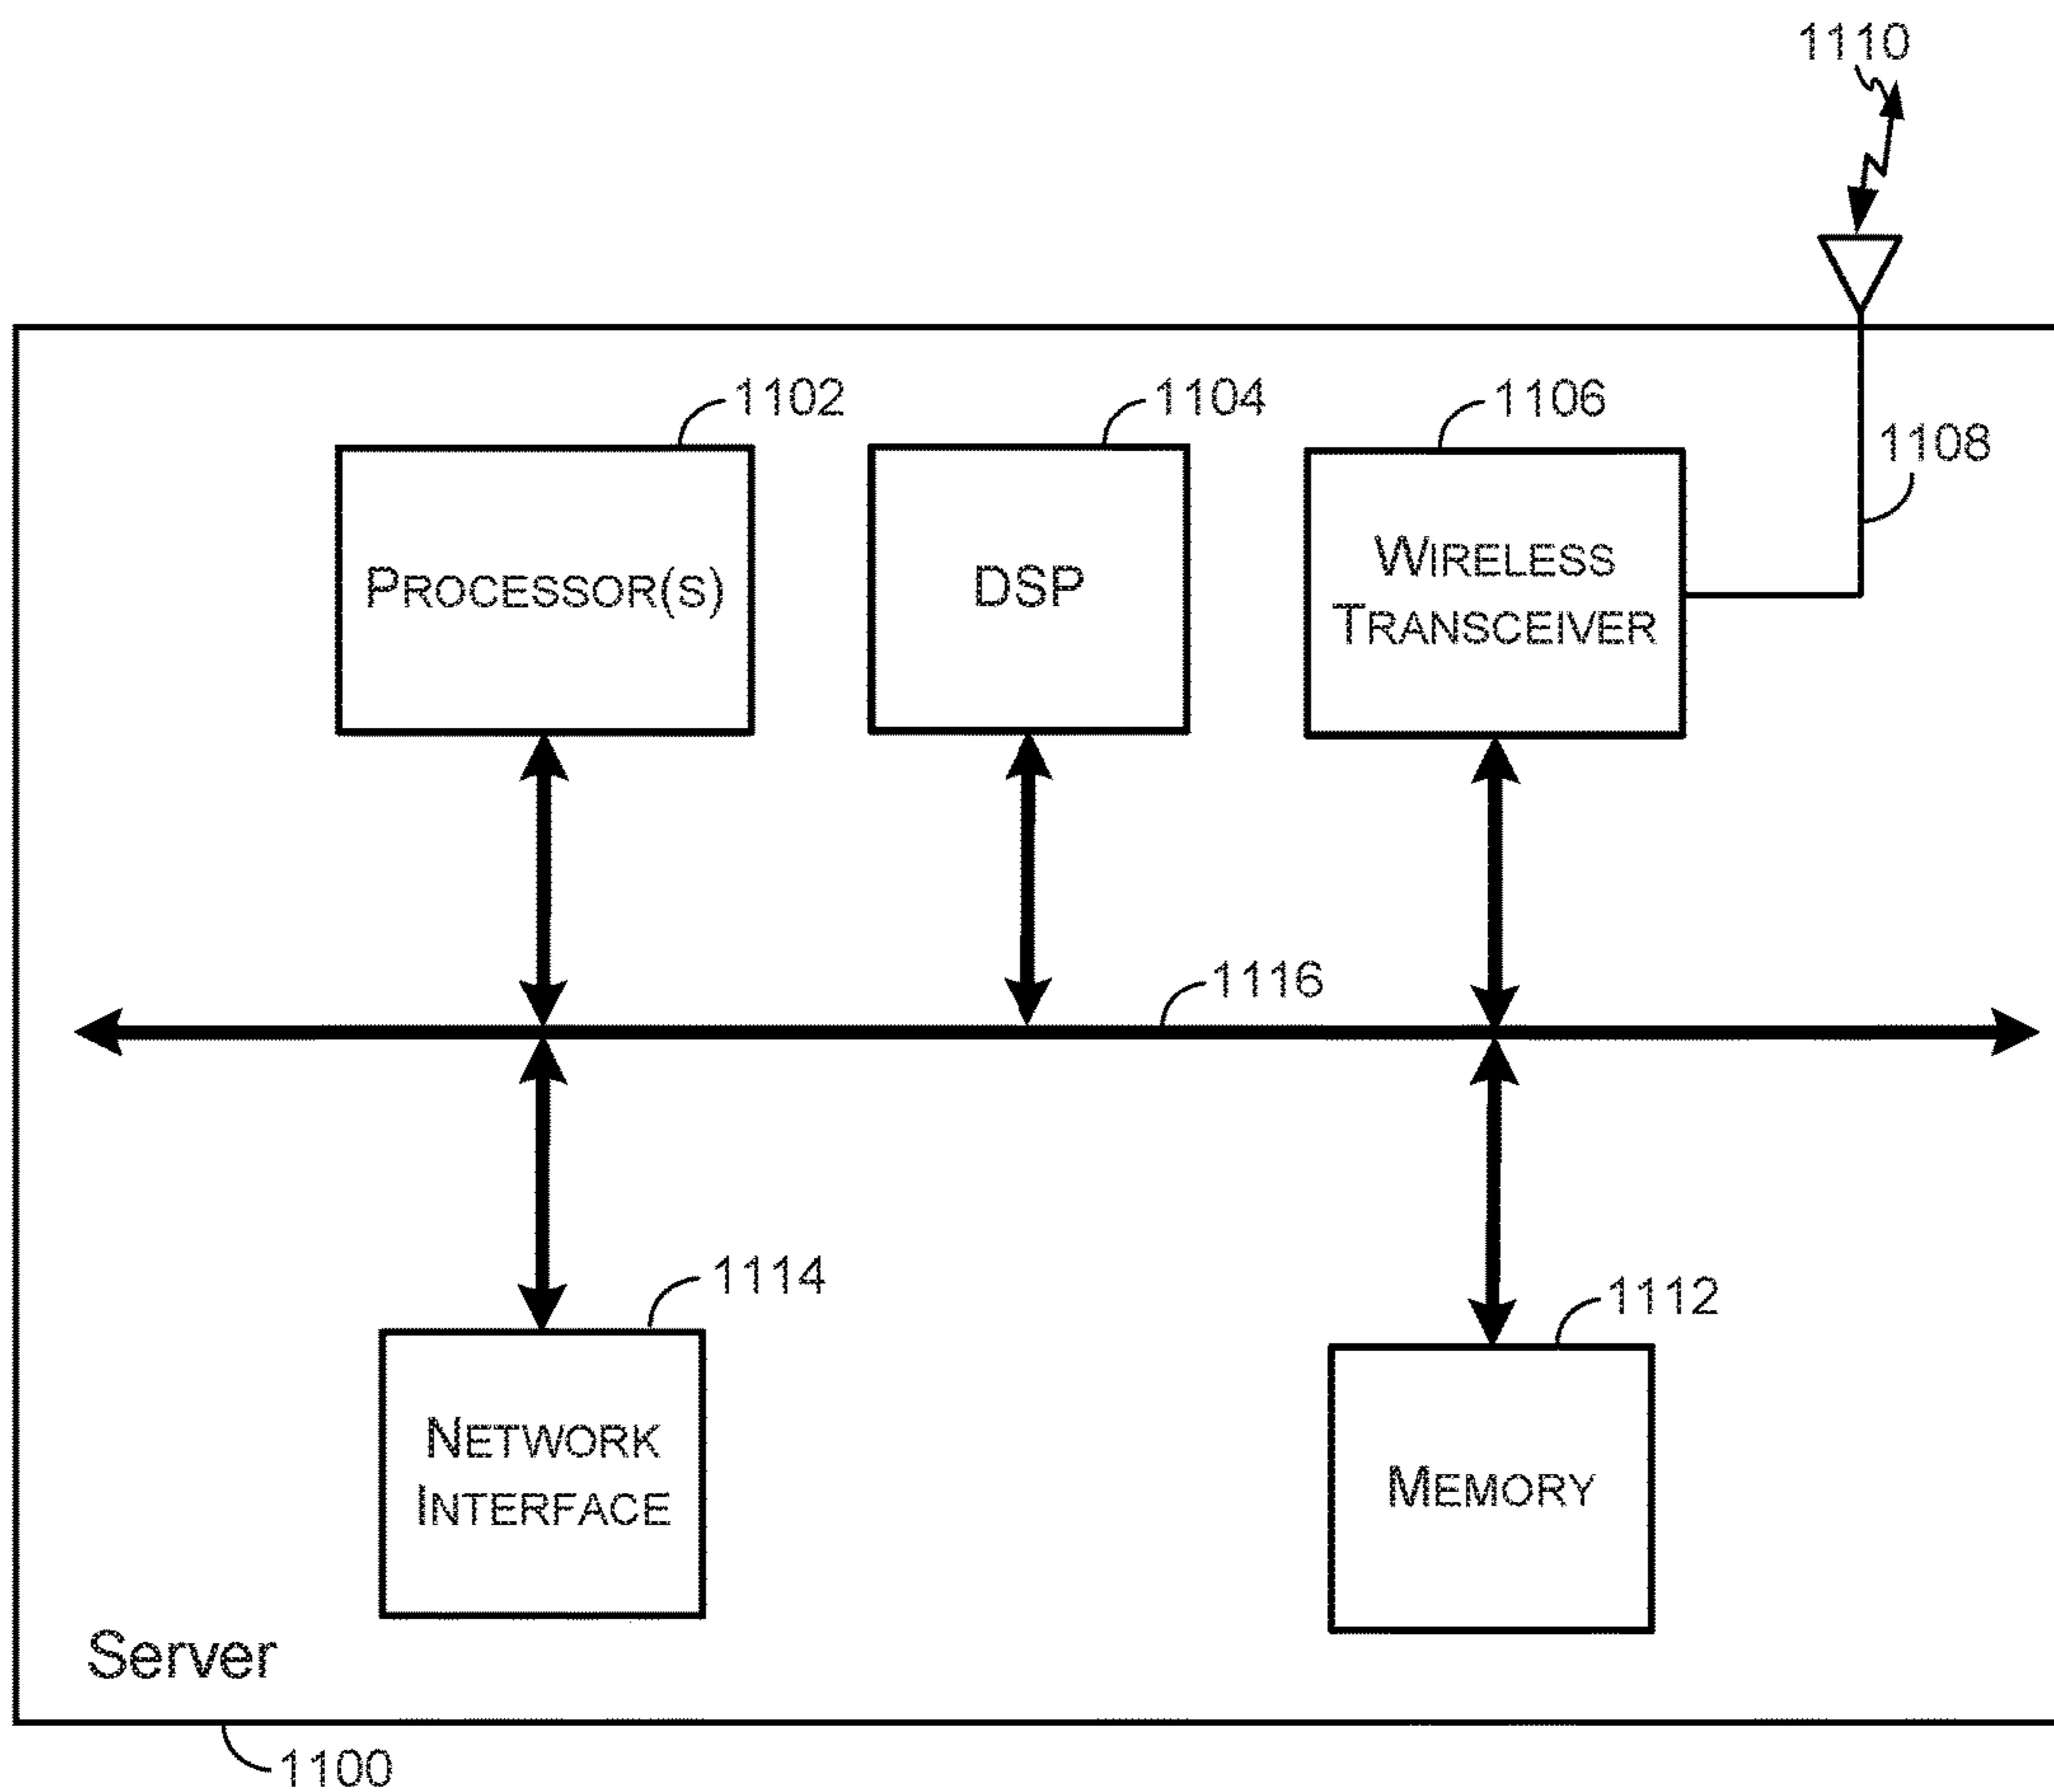 1110
1102
1104
1106
1108
PROCESSOR(S)
DSP
WIRELESS
TRANSCEIVER
1116
1114
1112
NETWORK
INTERFACE
MEMORY
Server
1100